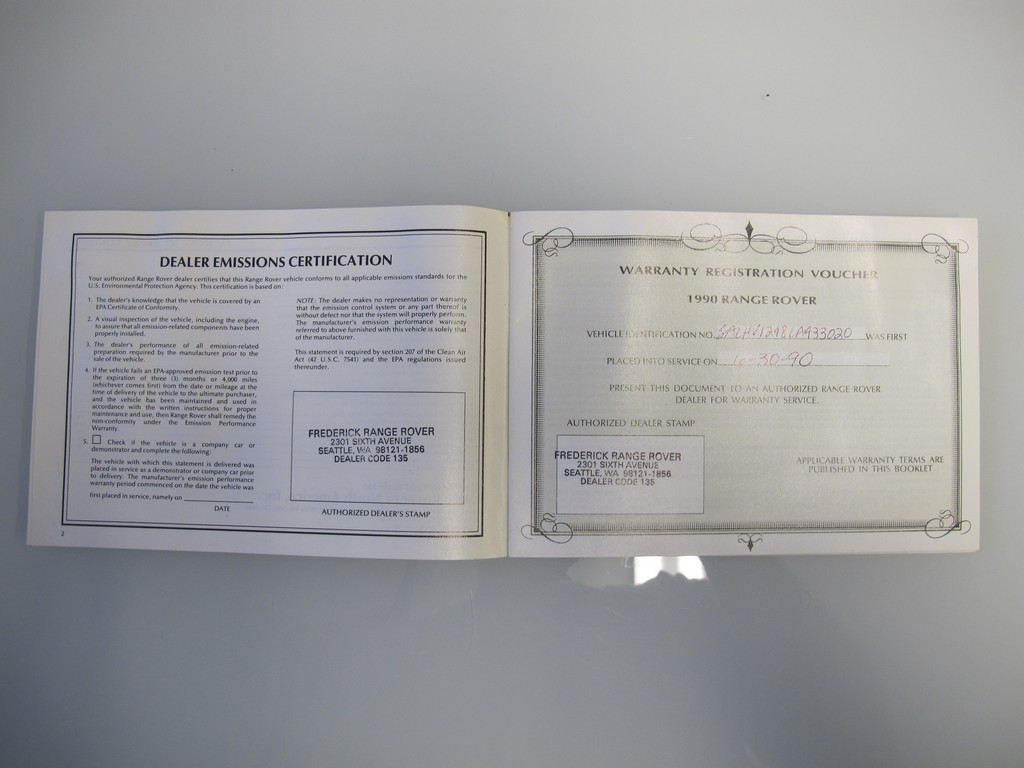 DEALER EMISSIONS CERTIFICATION
Your authorized Range Rover dealer certifies that this Range Rover vehicle conforms to all applicable emissions standards for the
U.S. Environmental Protection Agency. This certification is based on:
1. The dealer's knowledge that the vehicle is covered by an
EPA Certificate of Conformity.
2. A visual inspection of the vehicle, including the engine,
to assure that all emission-related components have been
properly installed.
3. The dealer's performance of all emission-related
preparation required by the manufacturer prior to the
sale of the vehicle.
4. If the vehicle fails an EPA-approved emission test prior to
the expiration of three (3) months or 4,000 miles
(whichever comes first) from the date or mileage at the
time of delivery of the vehicle to the ultimate purchaser,
and the vehicle has been maintained and used in
accordance with the written instructions for proper
maintenance and use, then Range Rover shall remedy the
non-conformity under the Emission Performance
Warranty.
5. Check if the vehicle is a company car or
demonstrator and complete the following:
The vehicle with which this statement is delivered was
placed in service as a demonstrator or company car prior
to delivery. The manufacturer's emission performance
warranty period commenced on the date the vehicle was
first placed in service, namely on
DATE
NOTE: The dealer makes no representation or warranty
that the emission control system or any part thereof is
without defect nor that the system will properly perform.
The manufacturer's emission performance warranty
referred to above furnished with this vehicle is solely that
of the manufacturer.
This statement is required by section 207 of the Clean Air
Act (42 U.S.C. 7541) and the EPA regulations issued
thereunder.
FREDERICK RANGE ROVER
2301 SIXTH AVENUE
SEATTLE, WA 98121-1856
DEALER CODE 135
AUTHORIZED DEALER'S STAMP
2
WARRANTY REGISTRATION VOUCHER
1990 RANGE ROVER
VEHICLE IDENTIFICATION NO. SALHV1248LA433020 WAS FIRST
PLACED INTO SERVICE ON 6-30-90
PRESENT THIS DOCUMENT TO AN AUTHORIZED RANGE ROVER
DEALER FOR WARRANTY SERVICE.
AUTHORIZED DEALER STAMP
FREDERICK RANGE ROVER
2301 SIXTH AVENUE
SEATTLE, WA 98121-1856
DEALER CODE 135
APPLICABLE WARRANTY TERMS ARE
PUBLISHED IN THIS BOOKLET